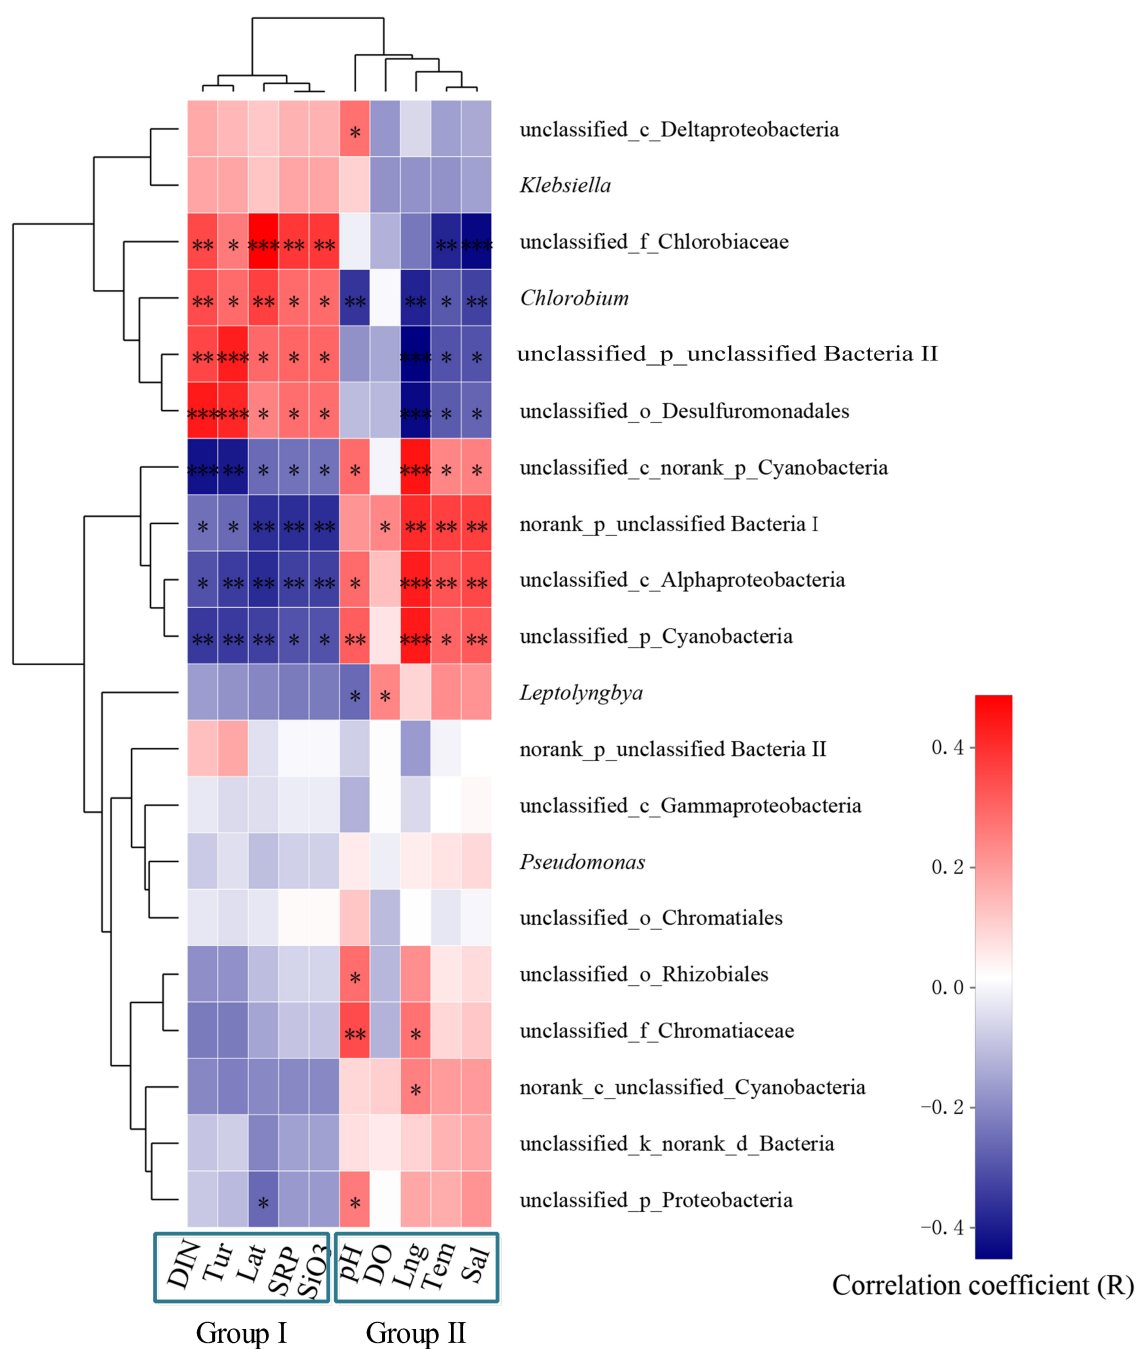 * unclassified_c_Deltaproteobacteria
Klebsiella
** * *** ** ** ** *** unclassified_f_Chlorobiaceae
** * ** * * ** ** * ** Chlorobium
** *** * * * *** * * unclassified_p_unclassified Bacteria II
*** *** * * * *** * * unclassified_o_Desulfuromonadales
*** ** * * * * *** * * unclassified_c_norank_p_Cyanobacteria
* * ** ** ** * ** ** ** norank_p_unclassified Bacteria I
* ** ** ** ** * *** ** ** unclassified_c_Alphaproteobacteria
** ** ** * * ** *** * ** unclassified_p_Cyanobacteria
* * Leptolyngbya
norank_p_unclassified Bacteria II
0.4
unclassified_c_Gammaproteobacteria
Pseudomonas
0.2
unclassified_o_Chromatiales
* unclassified_o_Rhizobiales
0.0
** * unclassified_f_Chromatiaceae
* norank_c_unclassified_Cyanobacteria
-0.2
unclassified_k_norank_d_Bacteria
* * unclassified_p_Proteobacteria
-0.4
DIN Tur Lat SRP SiO3 pH DO Lng Tem Sal
Correlation coefficient (R)
Group I Group II